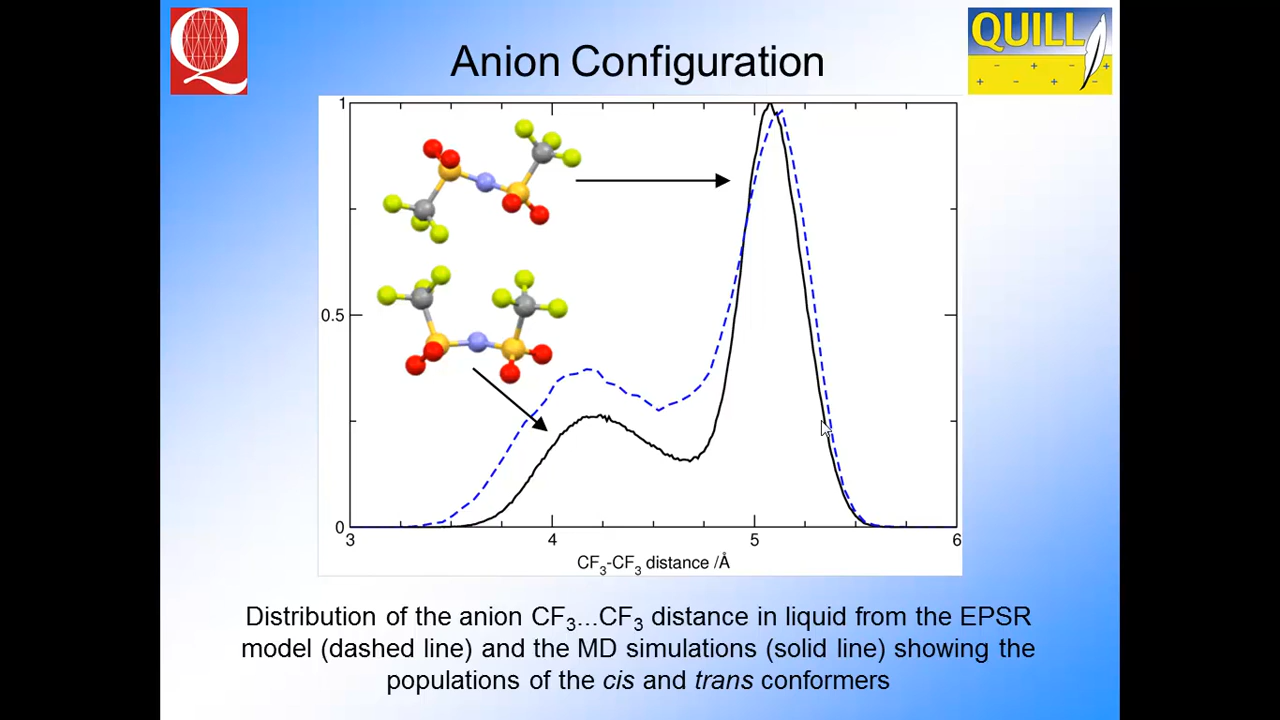 Q
QUILL
Anion Configuration
1
0.5
0
3
4
5
6
CF3-CF3 distance /Å
Distribution of the anion CF3...CF3 distance in liquid from the EPSR
model (dashed line) and the MD simulations (solid line) showing the
populations of the cis and trans conformers